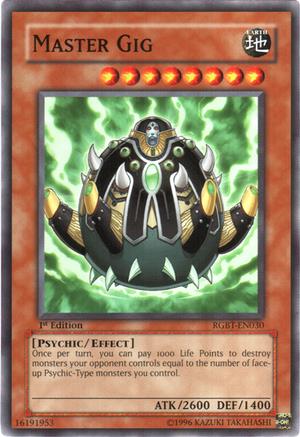 MASTER GIG
EARTH
地
1st Edition
RGBT-EN030
[PSYCHIC/EFFECT]
Once per turn, you can pay 1000 Life Points to destroy
monsters your opponent controls equal to the number of face-
up Psychic-Type monsters you control.
ATK/2600 DEF/1400
16191953
©1996 KAZUKI TAKAHASHI